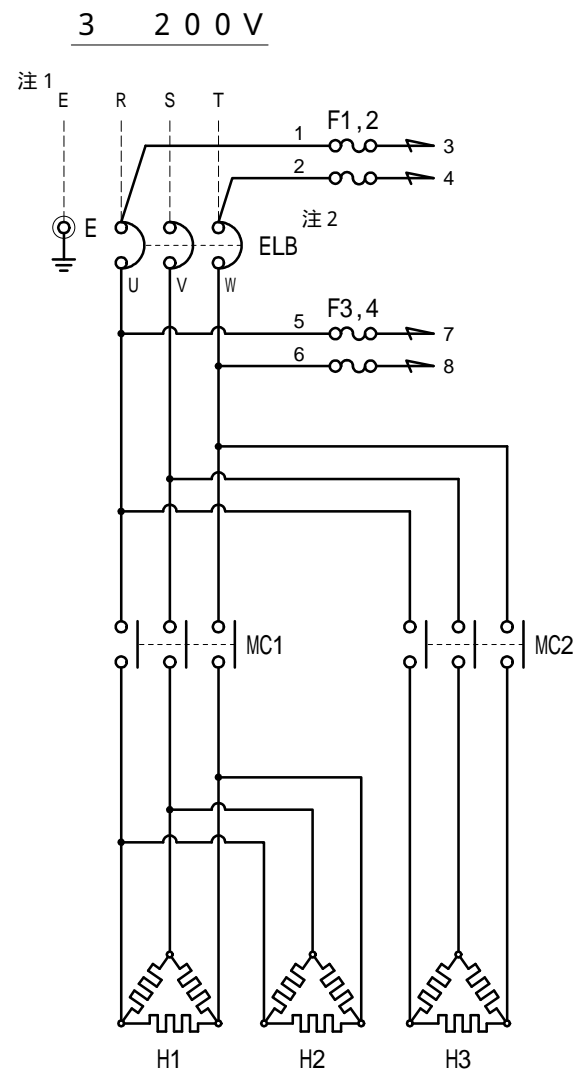 3 200V
注1
E R S T
1 F1,2 3
2 4
E 注2
ELB
U V W
5 F3,4 7
6 8
MC1 MC2
H1 H2 H3